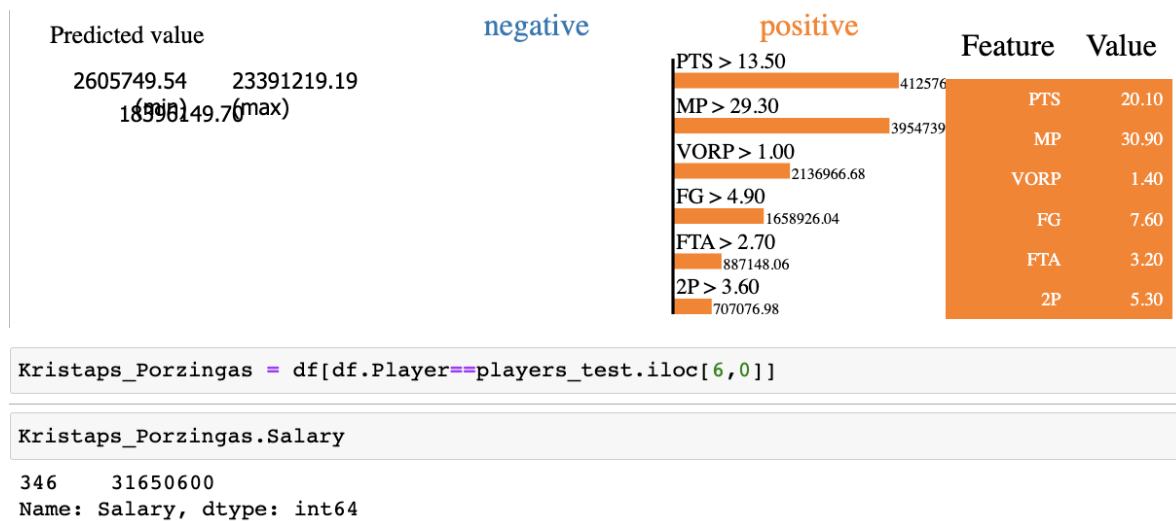 Predicted value
2605749.54 (min)
23391219.19 (max)
negative
positive
PTS > 13.50
412576
MP > 29.30
3954739
VORP > 1.00
2136966.68
FG > 4.90
1658926.04
FTA > 2.70
887148.06
2P > 3.60
707076.98
Feature Value
PTS 20.10
MP 30.90
VORP 1.40
FG 7.60
FTA 3.20
2P 5.30
Kristaps_Porzingas = df[df.Player==players_test.iloc[6,0]]
Kristaps_Porzingas.Salary
346 31650600
Name: Salary, dtype: int64